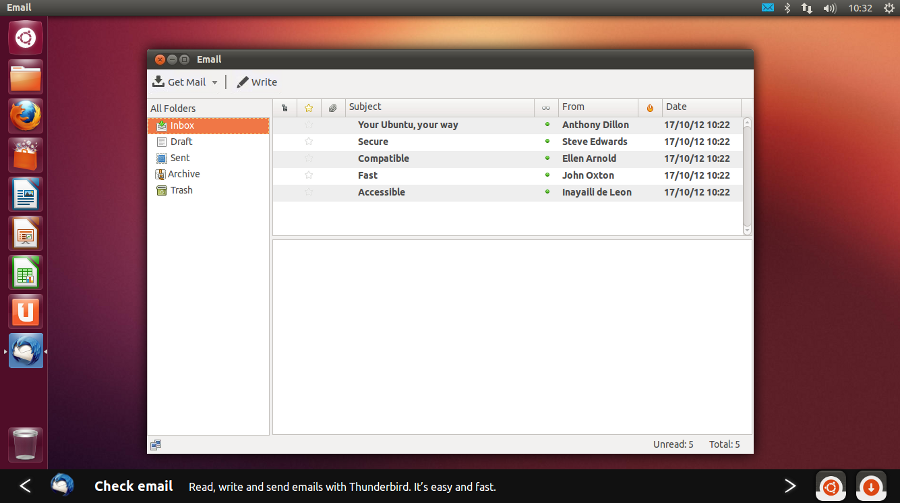 Email
10:32
Email
Get Mail
Write
All Folders
Inbox
Draft
Sent
Archive
Trash
Subject From Date
Your Ubuntu, your way Anthony Dillon 17/10/12 10:22
Secure Steve Edwards 17/10/12 10:22
Compatible Ellen Arnold 17/10/12 10:22
Fast John Oxton 17/10/12 10:22
Accessible Inayaili de Leon 17/10/12 10:22
Unread: 5 Total: 5
Check email Read, write and send emails with Thunderbird. It's easy and fast.